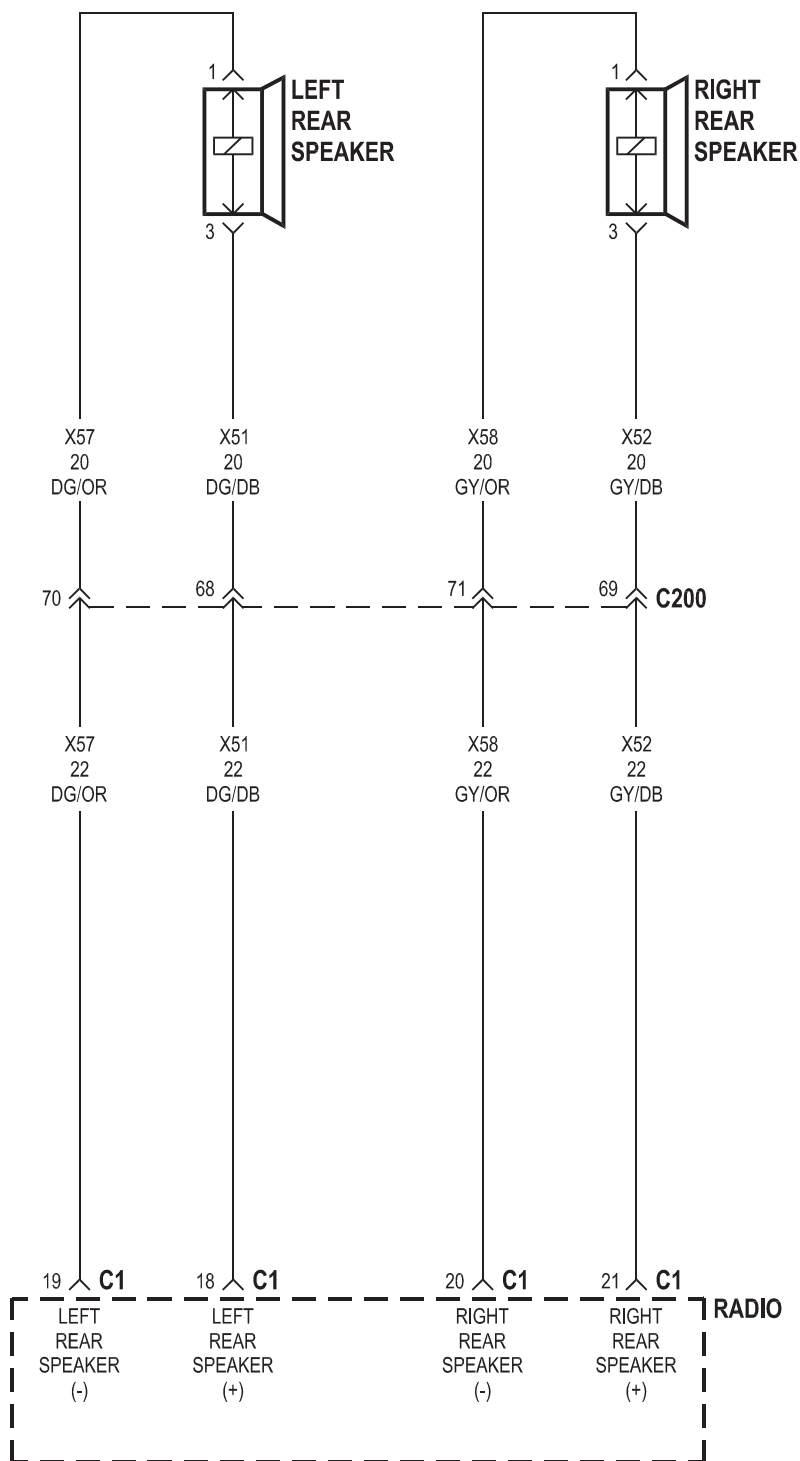 1
LEFT
REAR
SPEAKER
3
1
RIGHT
REAR
SPEAKER
3
X57
20
DG/OR
X51
20
DG/DB
X58
20
GY/OR
X52
20
GY/DB
70
68
71
69
C200
X57
22
DG/OR
X51
22
DG/DB
X58
22
GY/OR
X52
22
GY/DB
19 C1
18 C1
20 C1
21 C1
LEFT
REAR
SPEAKER
(-)
LEFT
REAR
SPEAKER
(+)
RIGHT
REAR
SPEAKER
(-)
RIGHT
REAR
SPEAKER
(+)
RADIO